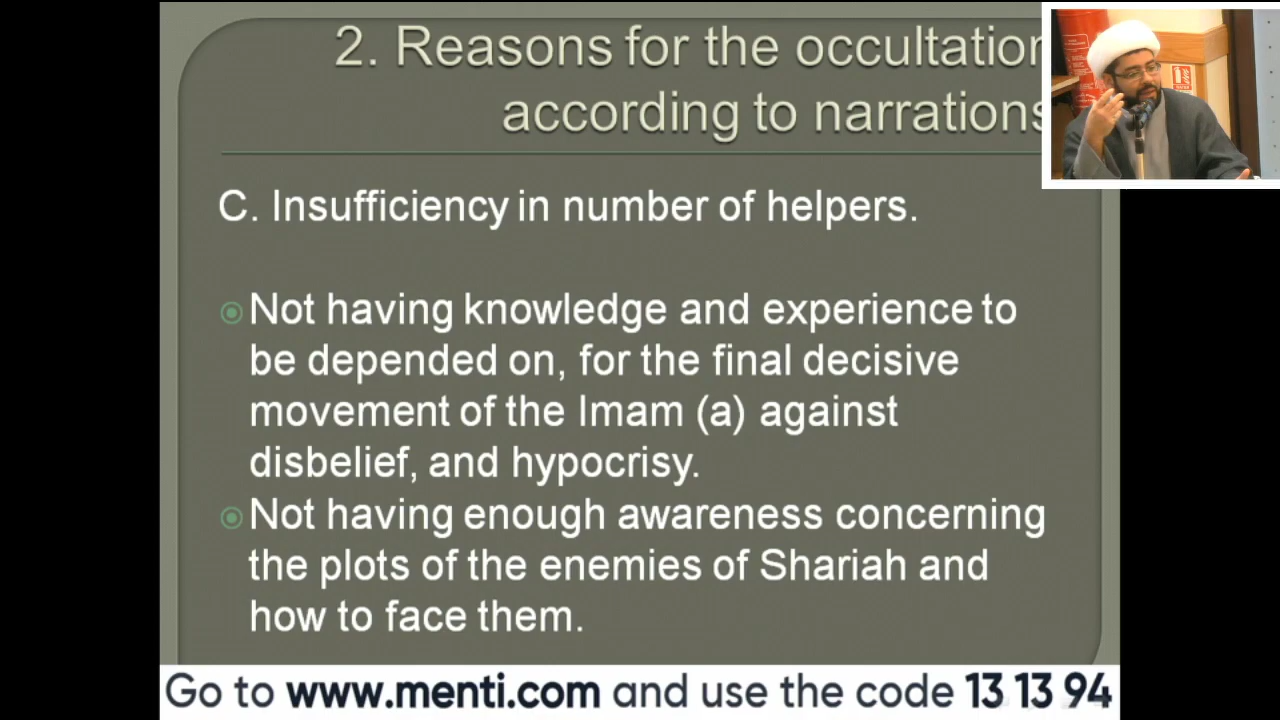 2. Reasons for the occultation
according to narrations
C. Insufficiency in number of helpers.
Not having knowledge and experience to
be depended on, for the final decisive
movement of the Imam (a) against
disbelief, and hypocrisy.
Not having enough awareness concerning
the plots of the enemies of Shariah and
how to face them.
Go to www.menti.com and use the code 13 13 94